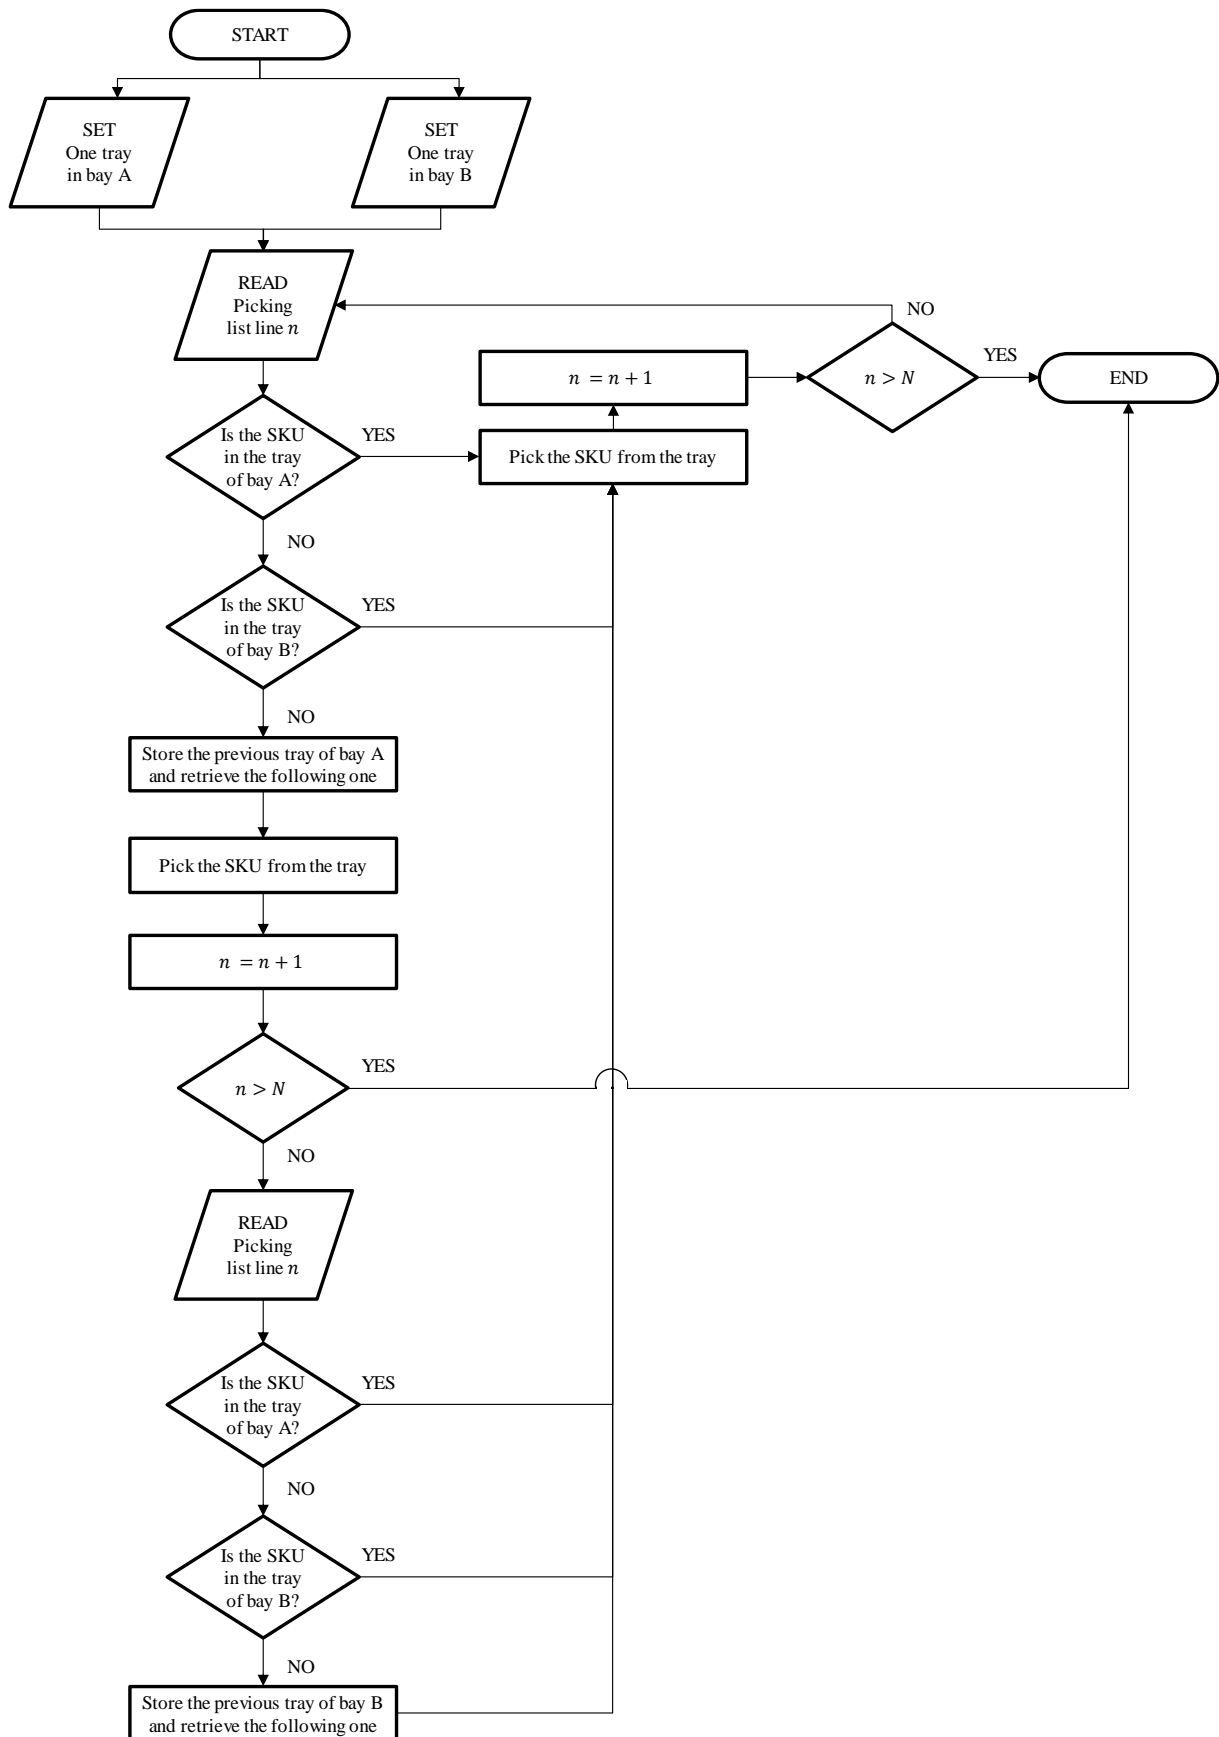 START
SET
One tray
in bay A
SET
One tray
in bay B
READ
Picking
list line n
NO
n = n + 1
n > N
YES
END
Is the SKU
in the tray
of bay A?
YES
Pick the SKU from the tray
NO
Is the SKU
in the tray
of bay B?
YES
NO
Store the previous tray of bay A
and retrieve the following one
Pick the SKU from the tray
n = n + 1
n > N
YES
NO
READ
Picking
list line n
Is the SKU
in the tray
of bay A?
YES
NO
Is the SKU
in the tray
of bay B?
YES
NO
Store the previous tray of bay B
and retrieve the following one